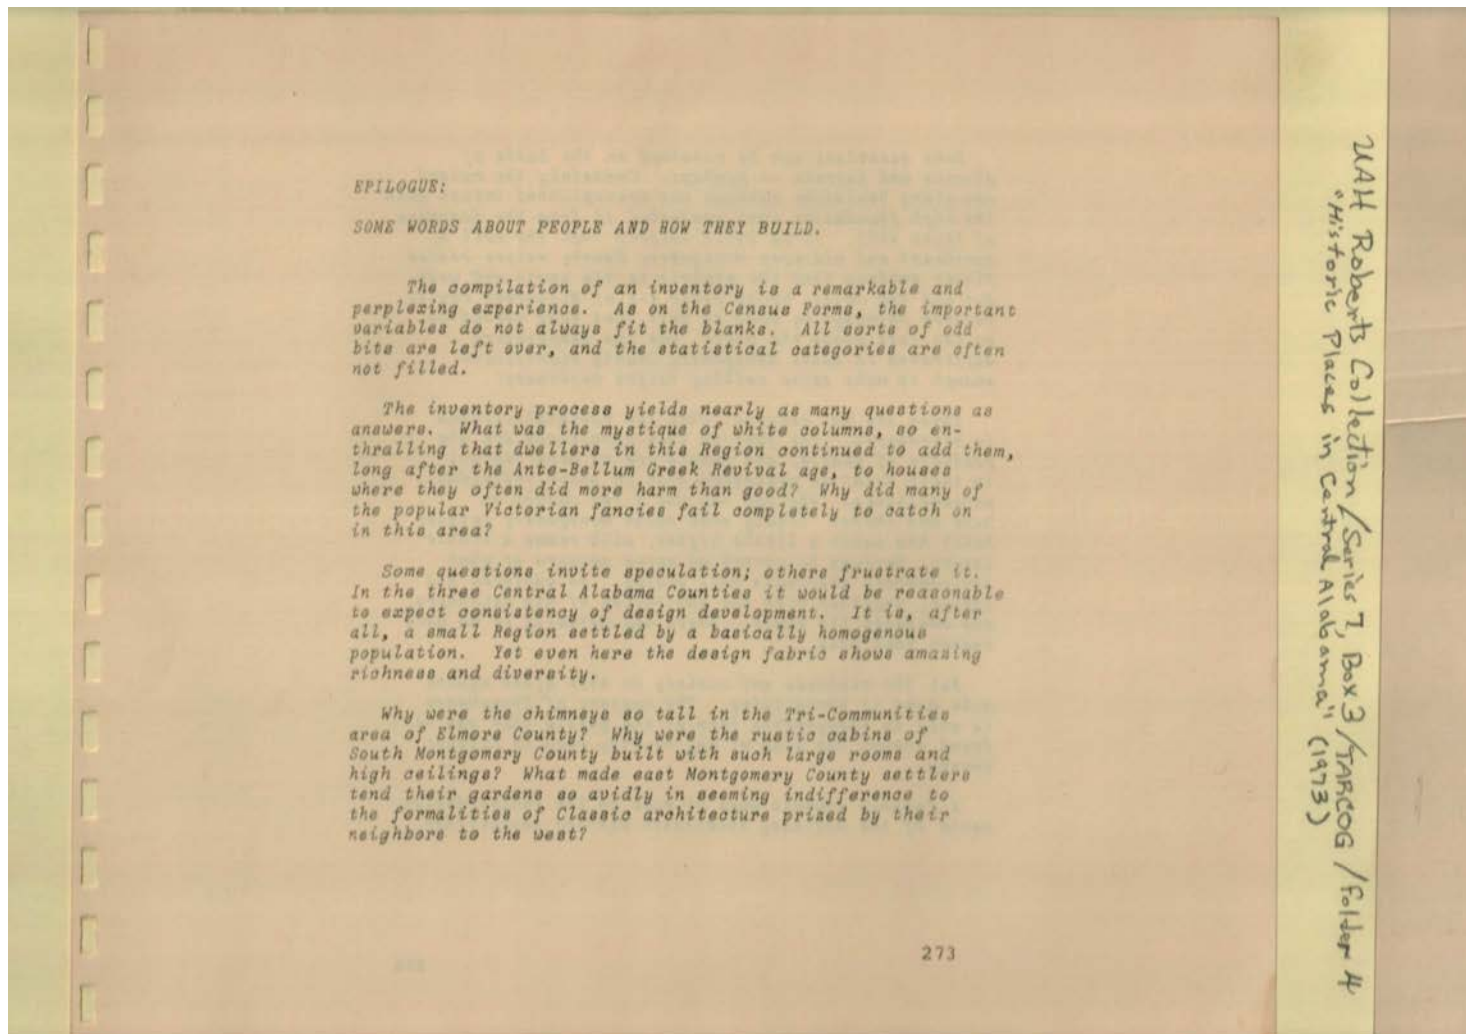 EPILOGUE:
SOME WORDS ABOUT PEOPLE AND HOW THEY BUILD.
The compilation of an inventory is a remarkable and
perplexing experience. As on the Census Forms, the important
variables do not always fit the blanks. All sorts of odd
bits are left over, and the statistical categories are often
not filled.
The inventory process yields nearly as many questions as
answers. What was the mystique of white columns, so en-
thralling that dwellers in this Region continued to add them,
long after the Ante-Bellum Greek Revival age, to houses
where they often did more harm than good? Why did many of
the popular Victorian fancies fail completely to catch on
in this area?
Some questions invite speculation; others frustrate it.
In the three Central Alabama Counties it would be reasonable
to expect consistency of design development. It is, after
all, a small Region settled by a basically homogenous
population. Yet even here the design fabric shows amazing
richness and diversity.
Why were the chimneys so tall in the Tri-Communities
area of Elmore County? Why were the rustic cabins of
South Montgomery County built with such large rooms and
high ceilings? What made east Montgomery County settlers
tend their gardens so avidly in seeming indifference to
the formalities of Classic architecture prized by their
neighbors to the west?
273
UAH Roberts Collection/Series 7, Box 3/TARCOG/folder 4
"Historic Places in Central Alabama" (1973)